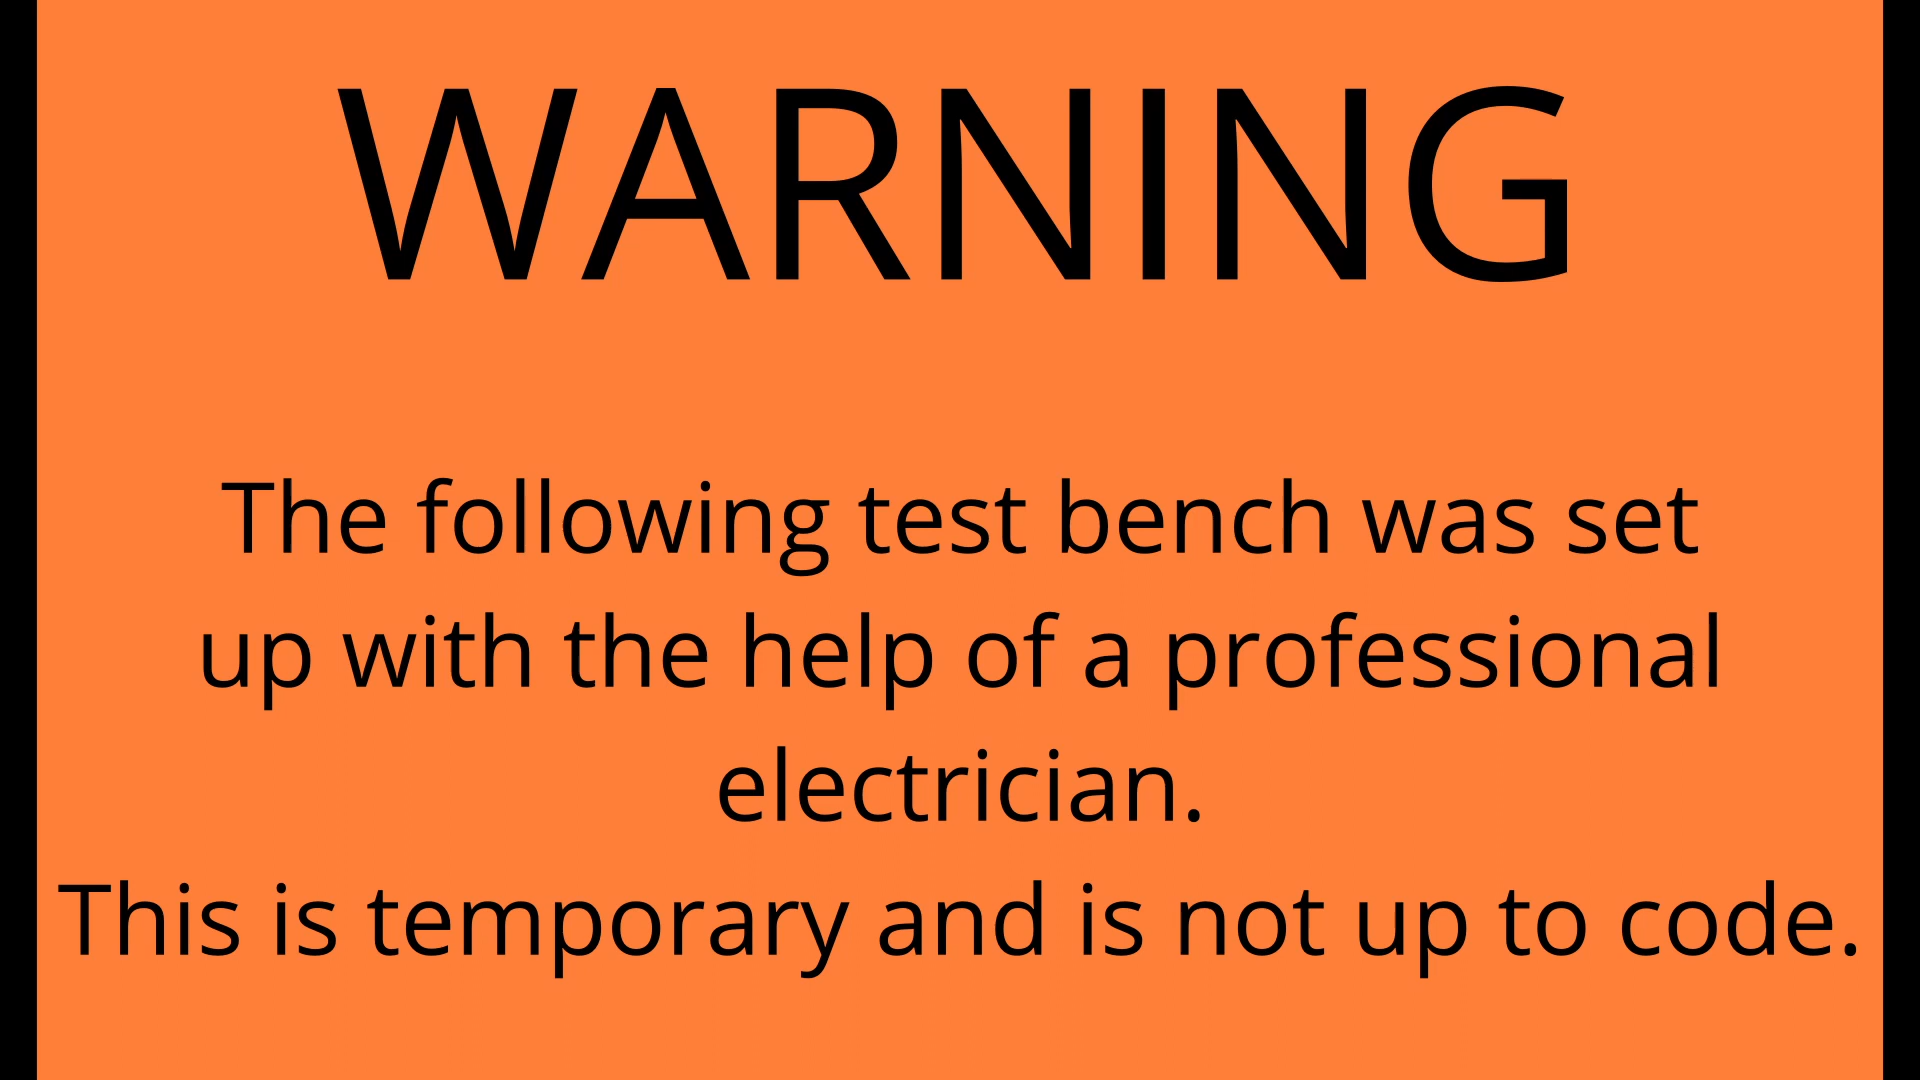 WARNING
The following test bench was set
up with the help of a professional
electrician.
This is temporary and is not up to code.